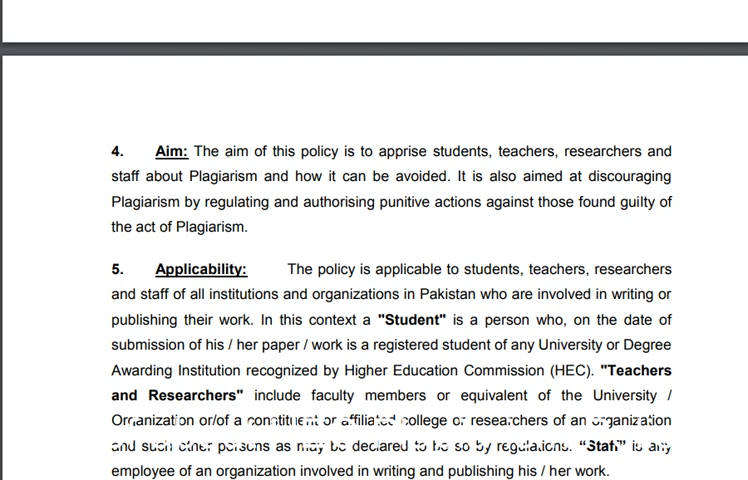 4. Aim: The aim of this policy is to apprise students, teachers, researchers and
staff about Plagiarism and how it can be avoided. It is also aimed at discouraging
Plagiarism by regulating and authorising punitive actions against those found guilty of
the act of Plagiarism.
5. Applicability: The policy is applicable to students, teachers, researchers
and staff of all institutions and organizations in Pakistan who are involved in writing or
publishing their work. In this context a "Student" is a person who, on the date of
submission of his / her paper / work is a registered student of any University or Degree
Awarding Institution recognized by Higher Education Commission (HEC). "Teachers
and Researchers" include faculty members or equivalent of the University /
Organization or/of a constituent or affiliated college or researchers of an organization
and such other persons as may be declared to be so by regulations. “Staff” is any
employee of an organization involved in writing and publishing his / her work.